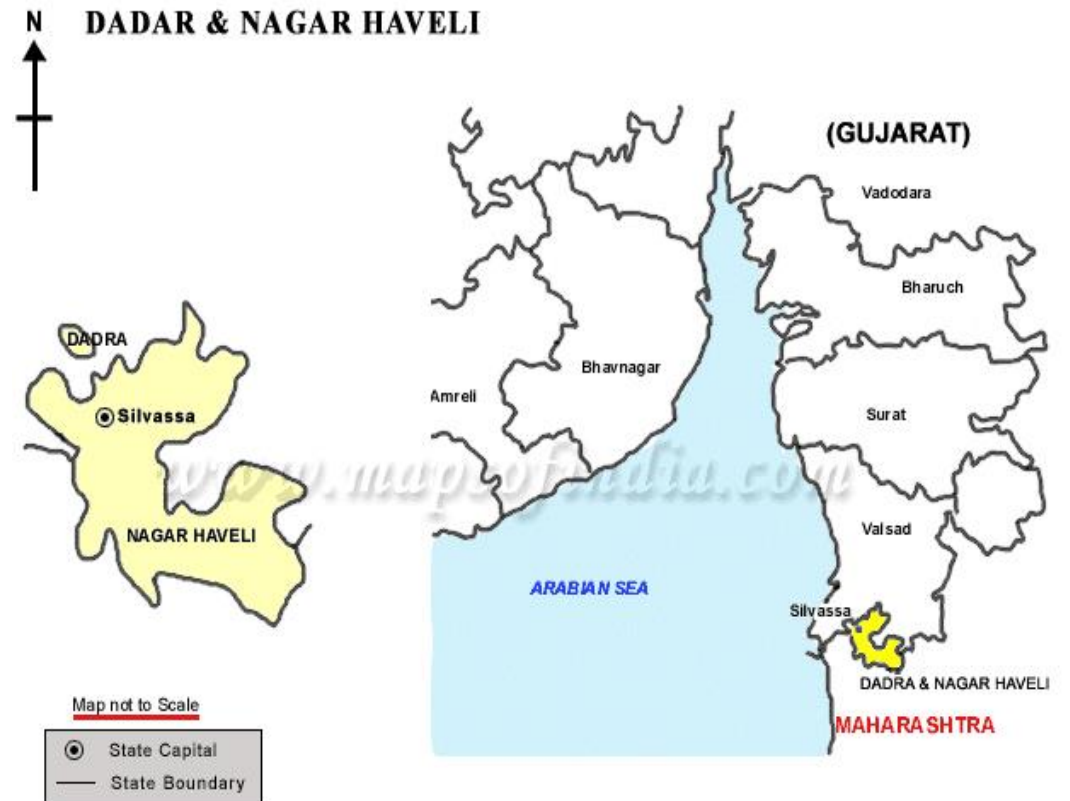 N
DADAR & NAGAR HAVELI
(GUJARAT)
Vadodara
Bharuch
DADRA
Bhavnagar
Amreli
Silvassa
Surat
www.mapsofindia.com
NAGAR HAVELI
Valsad
ARABIAN SEA
Silvassa
DADRA & NAGAR HAVELI
MAHARASHTRA
Map not to Scale
State Capital
State Boundary